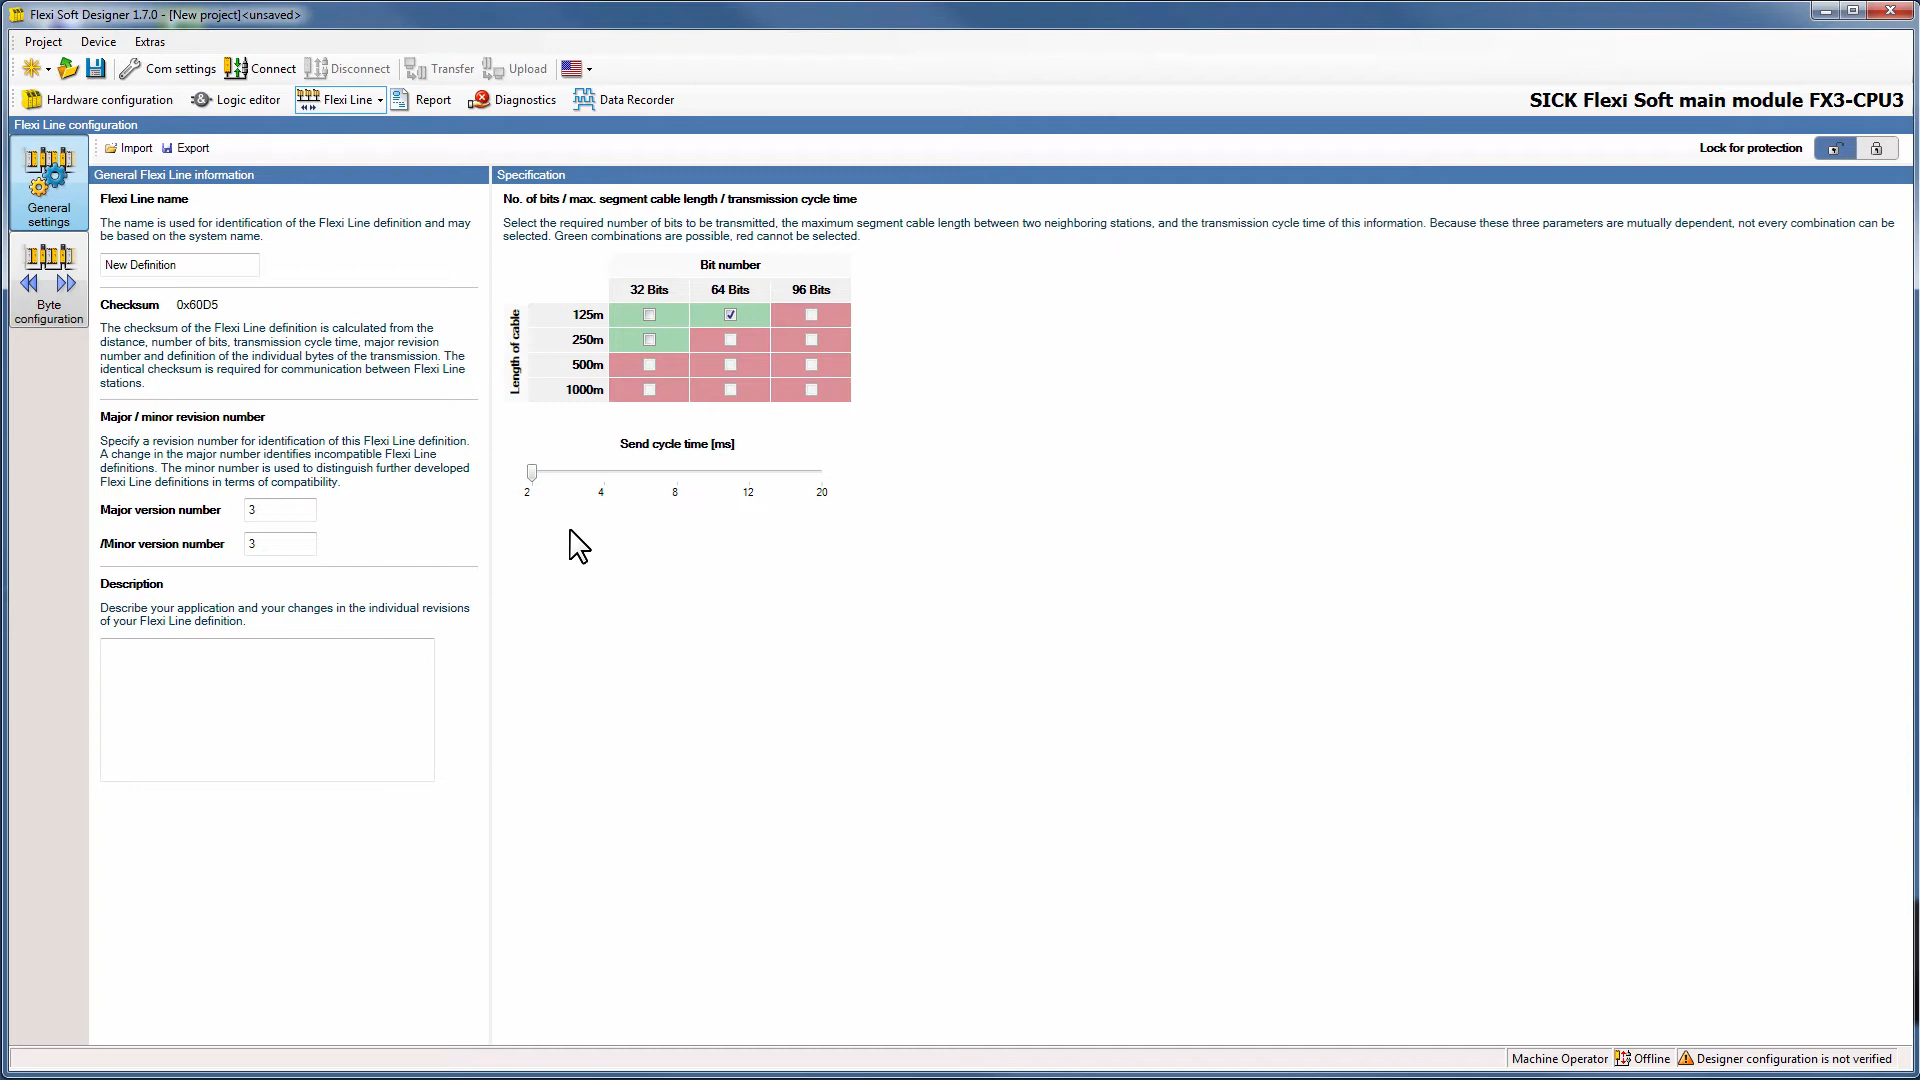 Flexi Soft Designer 1.7.0 - [New project]<unsaved>
Project Device Extras
Com settings Connect Disconnect Transfer Upload
Hardware configuration Logic editor Flexi Line Report Diagnostics Data Recorder SICK Flexi Soft main module FX3-CPU3
Flexi Line configuration
General settings
Byte configuration
Import Export Lock for protection
General Flexi Line information
Flexi Line name
The name is used for identification of the Flexi Line definition and may
be based on the system name.
New Definition
Checksum 0x60D5
The checksum of the Flexi Line definition is calculated from the
distance, number of bits, transmission cycle time, major revision
number and definition of the individual bytes of the transmission. The
identical checksum is required for communication between Flexi Line
stations.
Major / minor revision number
Specify a revision number for identification of this Flexi Line definition.
A change in the major number identifies incompatible Flexi Line
definitions. The minor number is used to distinguish further developed
Flexi Line definitions in terms of compatibility.
Major version number 3
/Minor version number 3
Description
Describe your application and your changes in the individual revisions
of your Flexi Line definition.
Specification
No. of bits / max. segment cable length / transmission cycle time
Select the required number of bits to be transmitted, the maximum segment cable length between two neighboring stations, and the transmission cycle time of this information. Because these three parameters are mutually dependent, not every combination can be
selected. Green combinations are possible, red cannot be selected.
Bit number
32 Bits 64 Bits 96 Bits
Length of cable
125m
250m
500m
1000m
Send cycle time [ms]
2 4 8 12 20
Machine Operator Offline Designer configuration is not verified